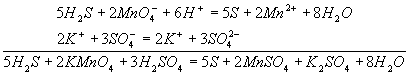 5H₂S + 2MnO₄⁻ + 6H⁺ = 5S + 2Mn²⁺ + 8H₂O
2K⁺ + 3SO₄⁻ = 2K⁺ + 3SO₄²⁻
5H₂S + 2KMnO₄ + 3H₂SO₄ = 5S + 2MnSO₄ + K₂SO₄ + 8H₂O